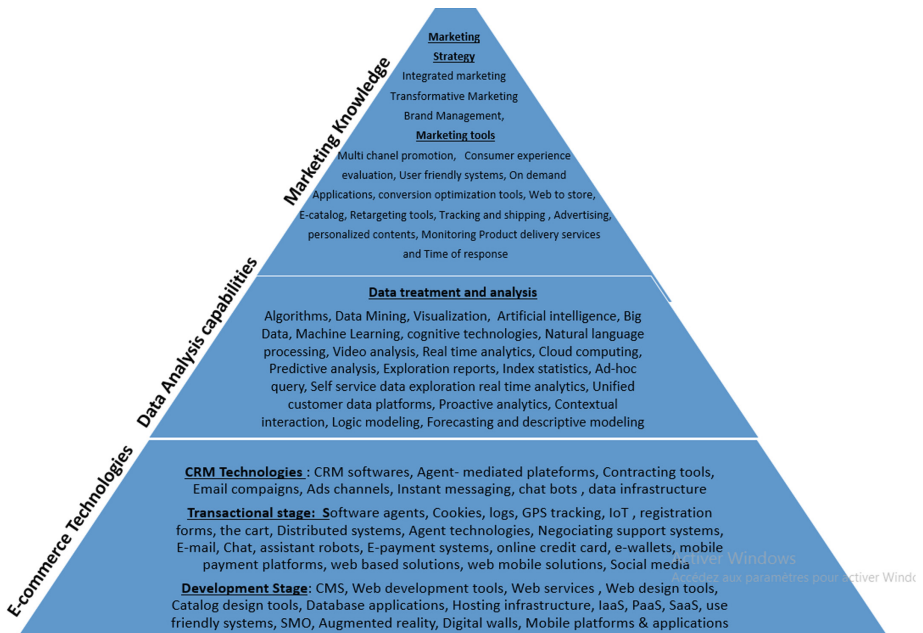 Marketing Knowledge
Marketing
Strategy
Integrated marketing
Transformative Marketing
Brand Management,
Marketing tools
Multi chanel promotion, Consumer experience
evaluation, User friendly systems, On demand
Applications, conversion optimization tools, Web to store,
E-catalog, Retargeting tools, Tracking and shipping , Advertising,
personalized contents, Monitoring Product delivery services
and Time of response
Data Analysis capabilities
Data treatment and analysis
Algorithms, Data Mining, Visualization, Artificial intelligence, Big
Data, Machine Learning, cognitive technologies, Natural language
processing, Video analysis, Real time analytics, Cloud computing,
Predictive analysis, Exploration reports, Index statistics, Ad-hoc
query, Self service data exploration real time analytics, Unified
customer data platforms, Proactive analytics, Contextual
interaction, Logic modeling, Forecasting and descriptive modeling
E-commerce Technologies
CRM Technologies : CRM softwares, Agent- mediated plateforms, Contracting tools,
Email compaigns, Ads channels, Instant messaging, chat bots , data infrastructure
Transactional stage: Software agents, Cookies, logs, GPS tracking, IoT , registration
forms, the cart, Distributed systems, Agent technologies, Negociating support systems,
E-mail, Chat, assistant robots, E-payment systems, online credit card, e-wallets, mobile
payment platforms, web based solutions, web mobile solutions, Social media
Development Stage: CMS, Web development tools, Web services , Web design tools,
Catalog design tools, Database applications, Hosting infrastructure, IaaS, PaaS, SaaS, use
friendly systems, SMO, Augmented reality, Digital walls, Mobile platforms & applications
Activer Windows
Accédez aux paramètres pour activer Windo